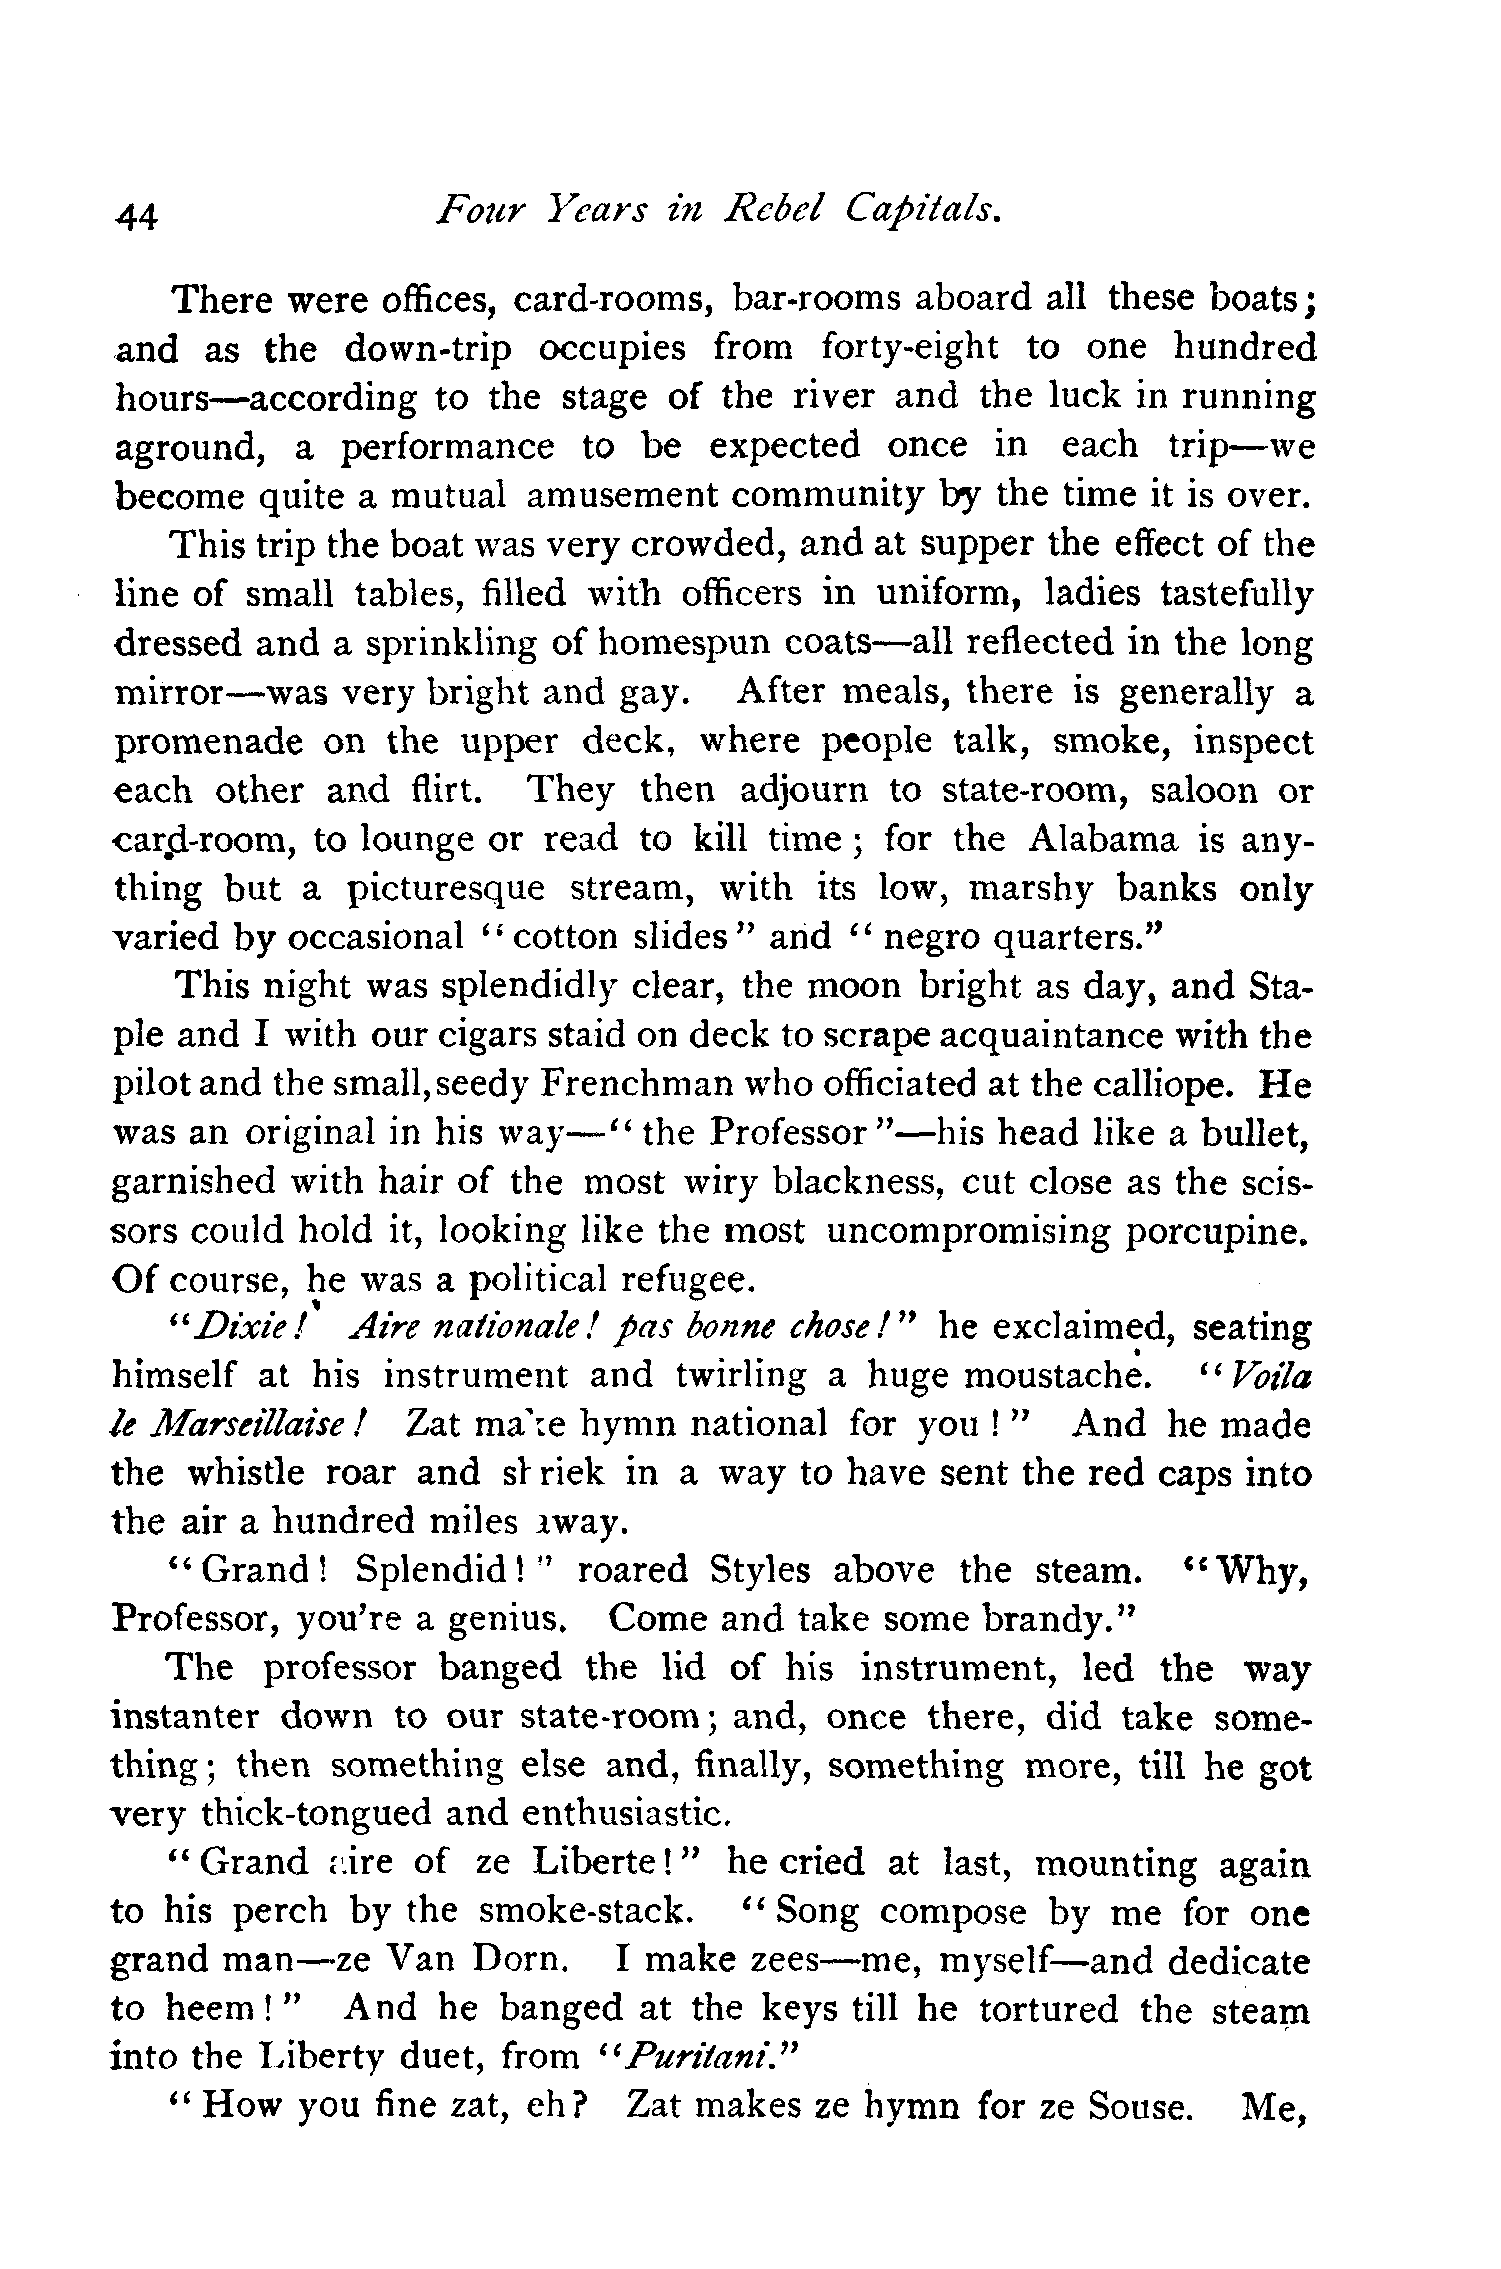 44 Four Years in Rebel Capitals.
There were offices, card-rooms, bar-rooms aboard all these boats;
and as the down-trip occupies from forty-eight to one hundred
hours—according to the stage of the river and the luck in running
aground, a performance to be expected once in each trip—we
become quite a mutual amusement community by the time it is over.
This trip the boat was very crowded, and at supper the effect of the
line of small tables, filled with officers in uniform, ladies tastefully
dressed and a sprinkling of homespun coats—all reflected in the long
mirror—was very bright and gay. After meals, there is generally a
promenade on the upper deck, where people talk, smoke, inspect
each other and flirt. They then adjourn to state-room, saloon or
card-room, to lounge or read to kill time; for the Alabama is any-
thing but a picturesque stream, with its low, marshy banks only
varied by occasional "cotton slides" and "negro quarters."
This night was splendidly clear, the moon bright as day, and Sta-
ple and I with our cigars staid on deck to scrape acquaintance with the
pilot and the small, seedy Frenchman who officiated at the calliope. He
was an original in his way—"the Professor"—his head like a bullet,
garnished with hair of the most wiry blackness, cut close as the scis-
sors could hold it, looking like the most uncompromising porcupine.
Of course, he was a political refugee.
"Dixie! Aire nationale! pas bonne chose!" he exclaimed, seating
himself at his instrument and twirling a huge moustache. "Voila
le Marseillaise! Zat make hymn national for you!" And he made
the whistle roar and shriek in a way to have sent the red caps into
the air a hundred miles away.
"Grand! Splendid!" roared Styles above the steam. "Why,
Professor, you're a genius. Come and take some brandy."
The professor banged the lid of his instrument, led the way
instanter down to our state-room; and, once there, did take some-
thing; then something else and, finally, something more, till he got
very thick-tongued and enthusiastic.
"Grand aire of ze Liberte!" he cried at last, mounting again
to his perch by the smoke-stack. "Song compose by me for one
grand man—ze Van Dorn. I make zees—me, myself—and dedicate
to heem!" And he banged at the keys till he tortured the steam
into the Liberty duet, from "Puritani."
"How you fine zat, eh? Zat makes ze hymn for ze Souse. Me,